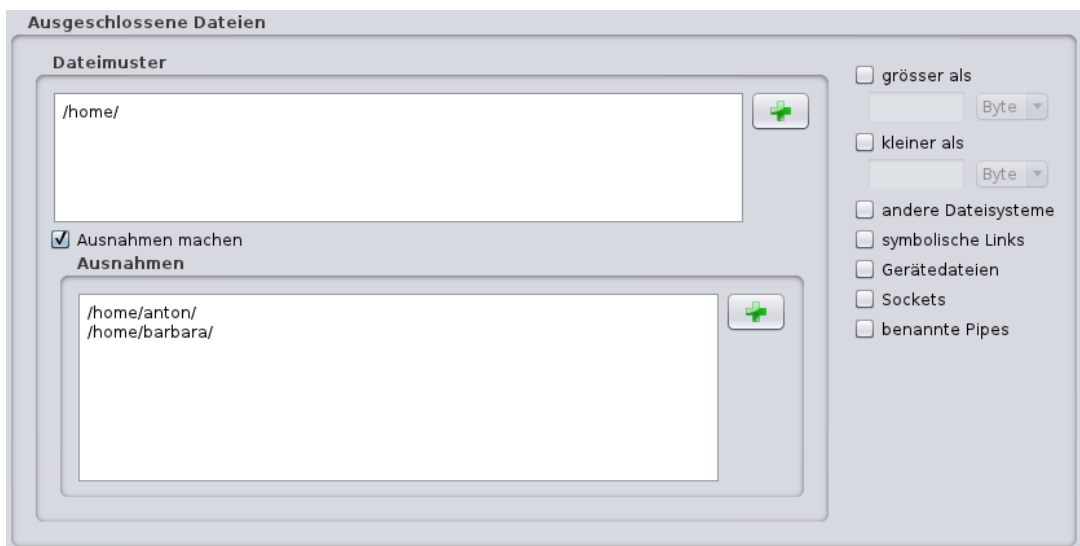 Ausgeschlossene Dateien
Dateimuster
/home/
Ausnahmen machen
Ausnahmen
/home/anton/
/home/barbara/
grösser als
Byte
kleiner als
Byte
andere Dateisysteme
symbolische Links
Gerätedateien
Sockets
benannte Pipes